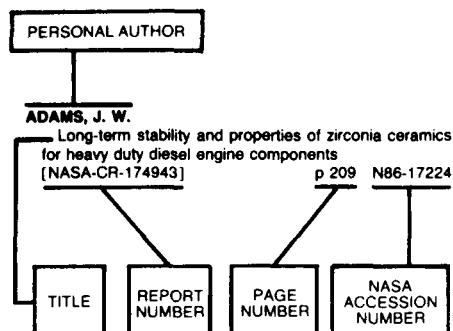 PERSONAL AUTHOR
ADAMS, J. W.
Long-term stability and properties of zirconia ceramics
for heavy duty diesel engine components
[NASA-CR-174943] p 209 N86-17224
TITLE
REPORT
NUMBER
PAGE
NUMBER
NASA
ACCESSION
NUMBER